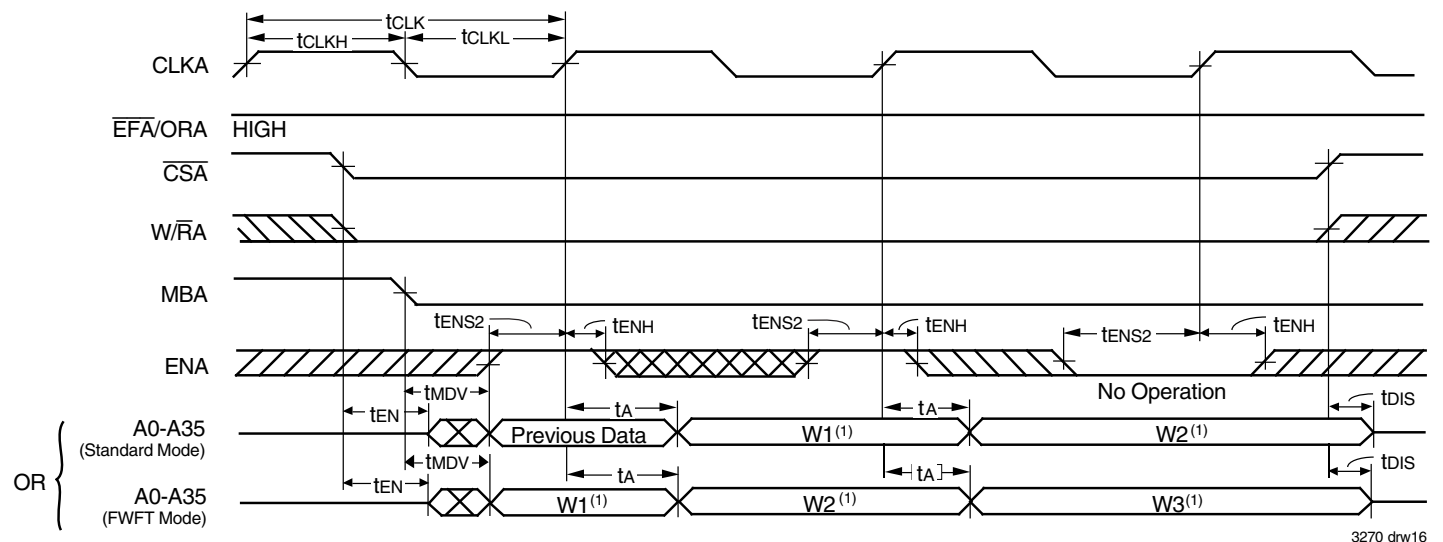 tCLK
tCLKH
tCLKL
CLKA
EFA/ORA HIGH
CSA
W/RA
MBA
tENS2
tENH
tENS2
tENH
tENS2
tENH
ENA
No Operation
tMDV
tEN
tA
tA
tDIS
A0-A35
(Standard Mode)
Previous Data
W1(1)
W2(1)
OR
tMDV
tEN
tA
tA
tDIS
A0-A35
(FWFT Mode)
W1(1)
W2(1)
W3(1)
3270 drw16